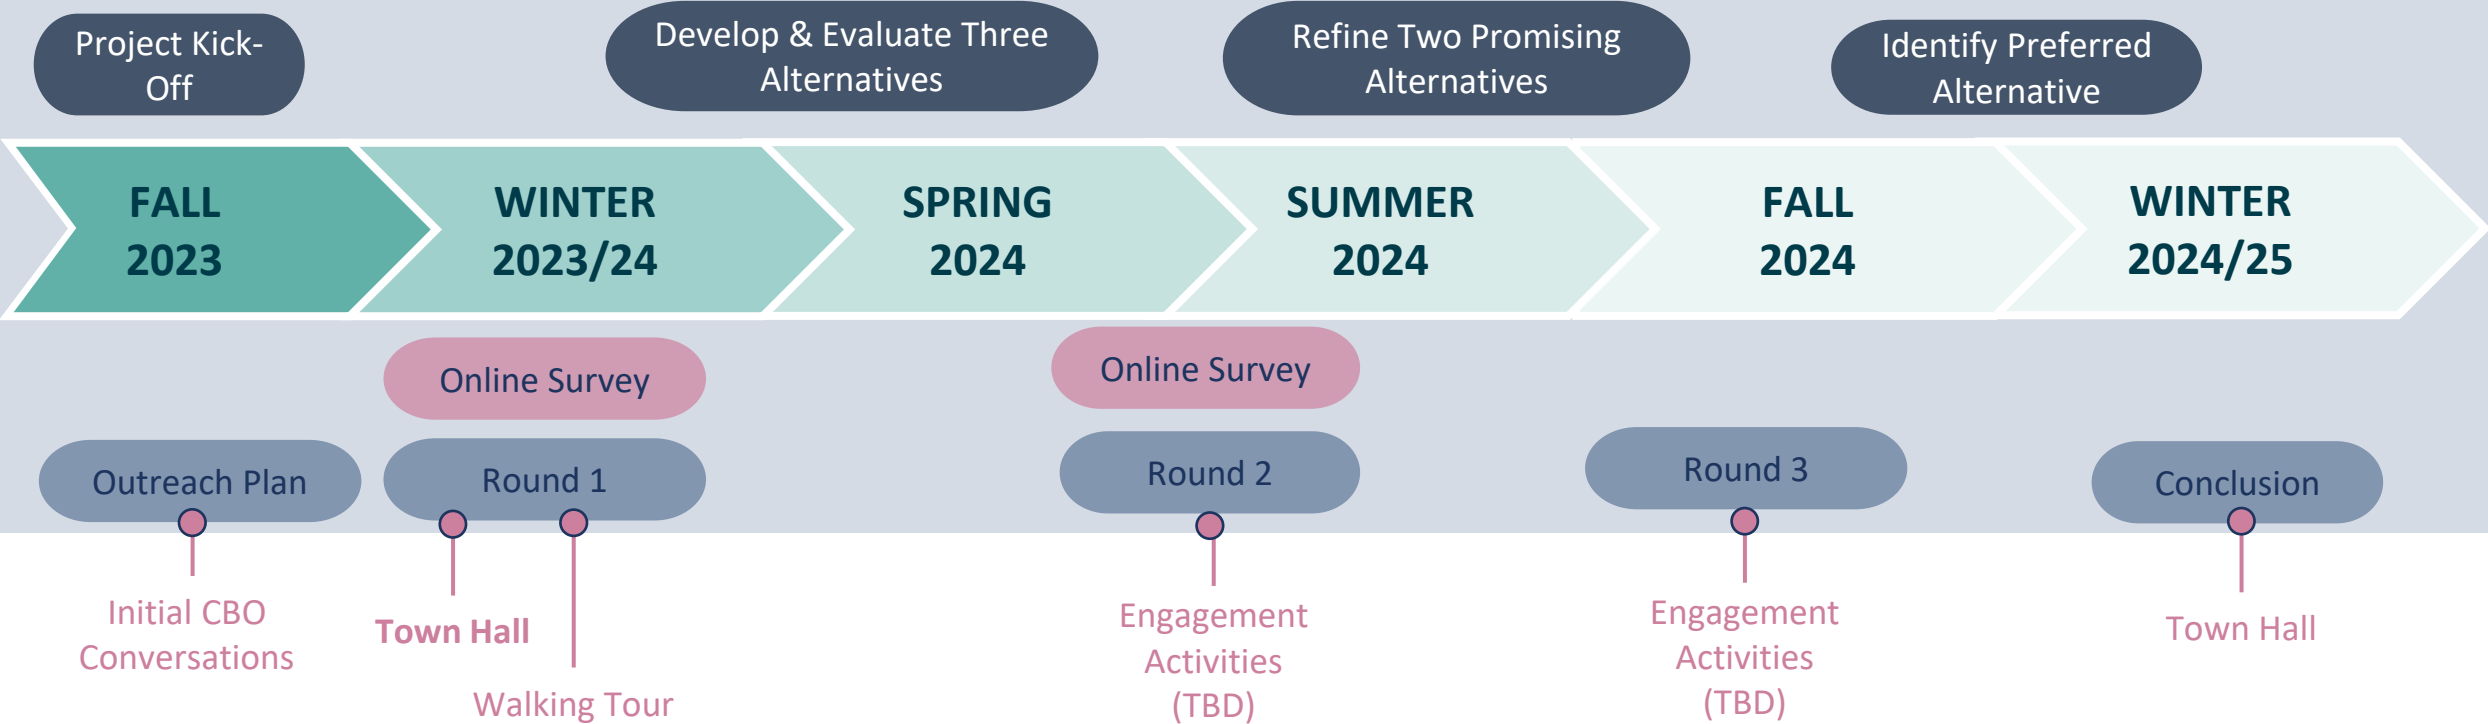 Project Kick-
Off
Develop & Evaluate Three
Alternatives
Refine Two Promising
Alternatives
Identify Preferred
Alternative
FALL
2023
WINTER
2023/24
SPRING
2024
SUMMER
2024
FALL
2024
WINTER
2024/25
Online Survey
Online Survey
Outreach Plan
Round 1
Round 2
Round 3
Conclusion
Initial CBO
Conversations
Town Hall
Walking Tour
Engagement
Activities
(TBD)
Engagement
Activities
(TBD)
Town Hall